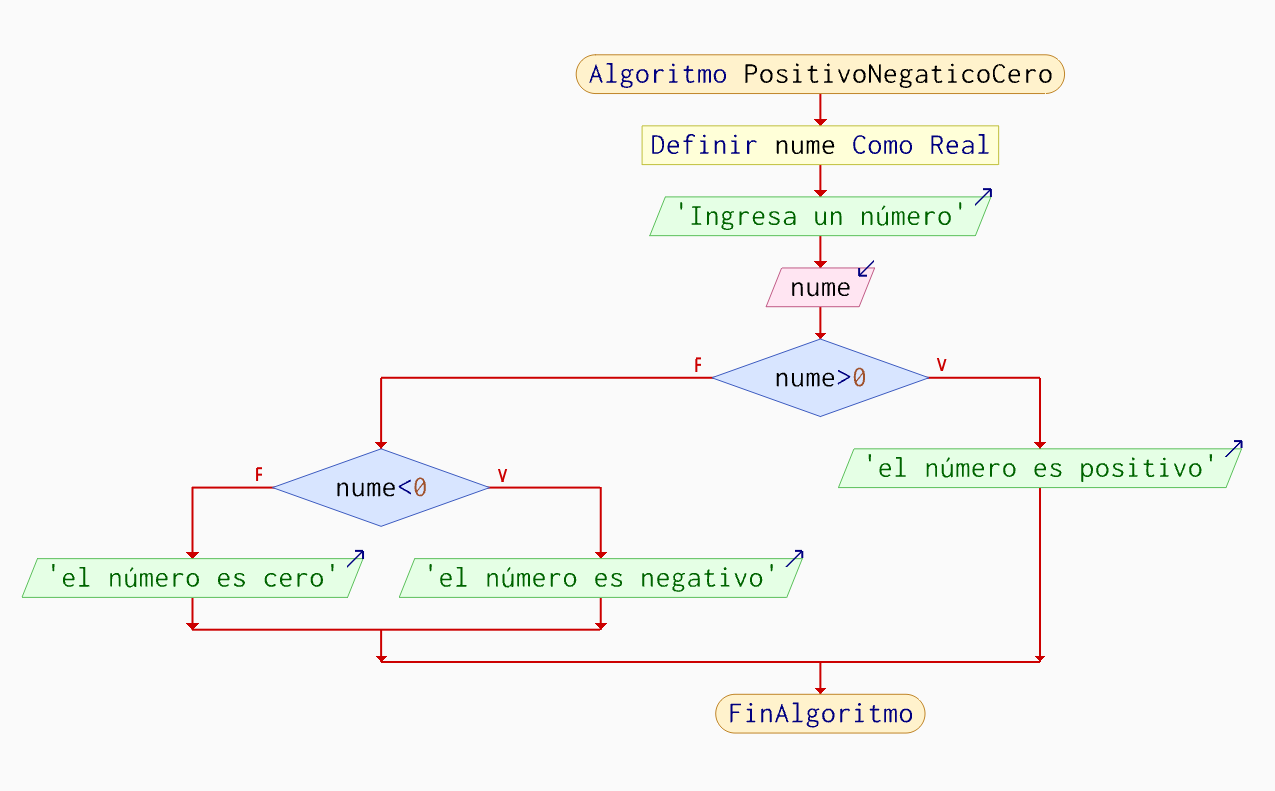 Algoritmo PositivoNegaticoCero
Definir nume Como Real
'Ingresa un número'
nume
nume>0
F
V
nume<0
F
V
'el número es positivo'
'el número es cero'
'el número es negativo'
FinAlgoritmo